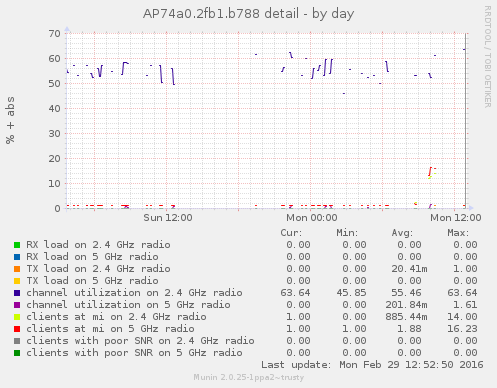 AP74a0.2fb1.b788 detail - by day
RRDTOOL / TOBI OETIKER
% + abs
70
60
50
40
30
20
10
0
Sun 12:00 Mon 00:00 Mon 12:00
Cur: Min: Avg: Max:
RX load on 2.4 GHz radio 0.00 0.00 0.00 0.00
RX load on 5 GHz radio 0.00 0.00 0.00 0.00
TX load on 2.4 GHz radio 0.00 0.00 20.41m 1.00
TX load on 5 GHz radio 0.00 0.00 0.00 0.00
channel utilization on 2.4 GHz radio 63.64 45.85 55.46 63.64
channel utilization on 5 GHz radio 0.00 0.00 201.84m 1.61
clients at mi on 2.4 GHz radio 1.00 0.00 885.44m 14.00
clients at mi on 5 GHz radio 1.00 1.00 1.88 16.23
clients with poor SNR on 2.4 GHz radio 0.00 0.00 0.00 0.00
clients with poor SNR on 5 GHz radio 0.00 0.00 0.00 0.00
Last update: Mon Feb 29 12:52:50 2016
Munin 2.0.25-1ppa2~trusty